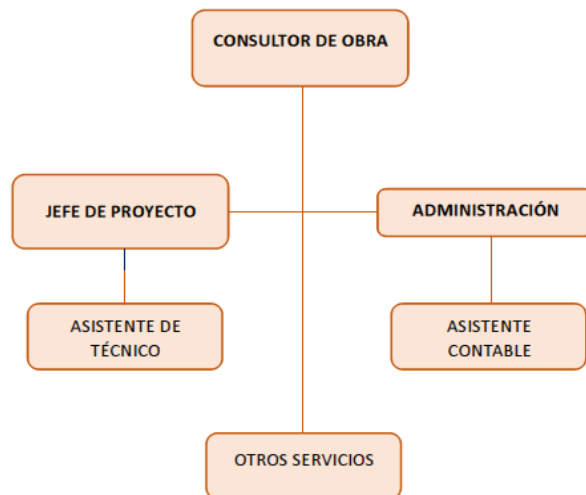 CONSULTOR DE OBRA
JEFE DE PROYECTO
ADMINISTRACIÓN
ASISTENTE DE
TÉCNICO
ASISTENTE
CONTABLE
OTROS SERVICIOS